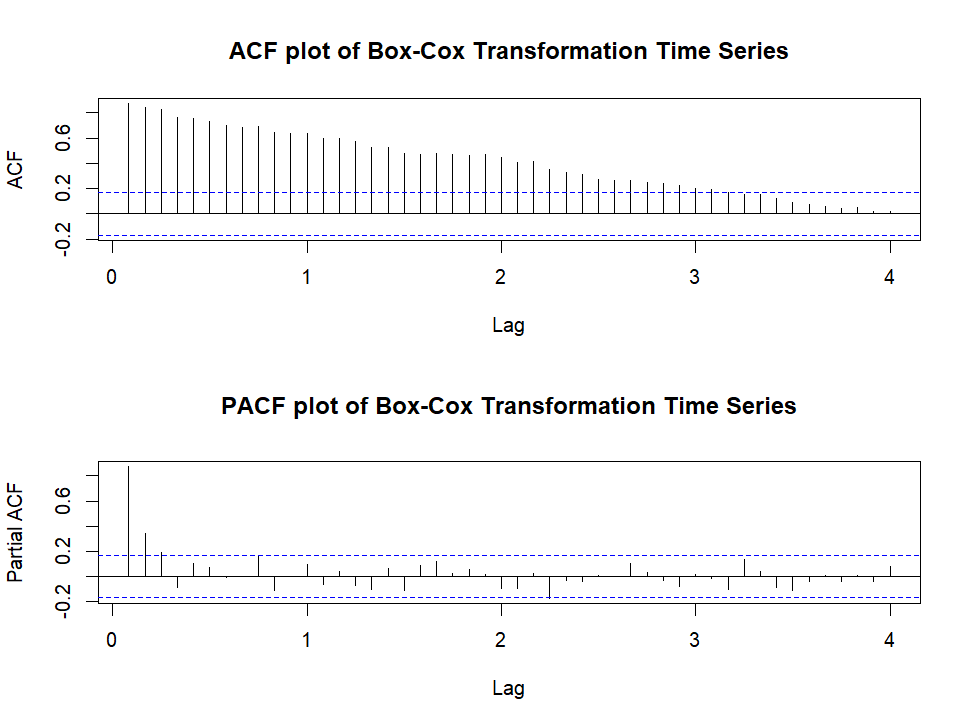 ACF plot of Box-Cox Transformation Time Series
ACF
0.6
0.2
-0.2
0 1 2 3 4
Lag
PACF plot of Box-Cox Transformation Time Series
Partial ACF
0.6
0.2
-0.2
0 1 2 3 4
Lag